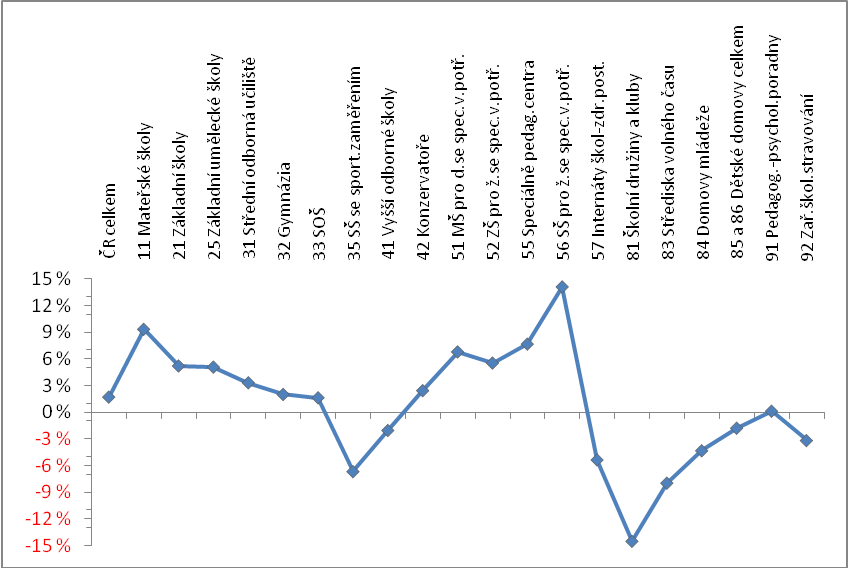 ČR celkem
11 Mateřské školy
21 Základní školy
25 Základní umělecké školy
31 Střední odborná učiliště
32 Gymnázia
33 SOŠ
35 SŠ se sport.zaměřením
41 Vyšší odborné školy
42 Konzervatoře
51 MŠ pro d.se spec.v.potř.
52 ZŠ pro ž.se spec.v.potř.
55 Speciálně pedag.centra
56 SŠ pro ž.se spec.v.potř.
57 Internáty škol-zdr.post.
81 Školní družiny a kluby
83 Střediska volného času
84 Domovy mládeže
85 a 86 Dětské domovy celkem
91 Pedagog.-psychol.poradny
92 Zař.škol.stravování
15 %
12 %
9 %
6 %
3 %
0 %
-3 %
-6 %
-9 %
-12 %
-15 %